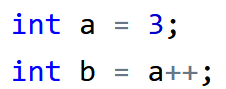 int a = 3;
int b = a++;